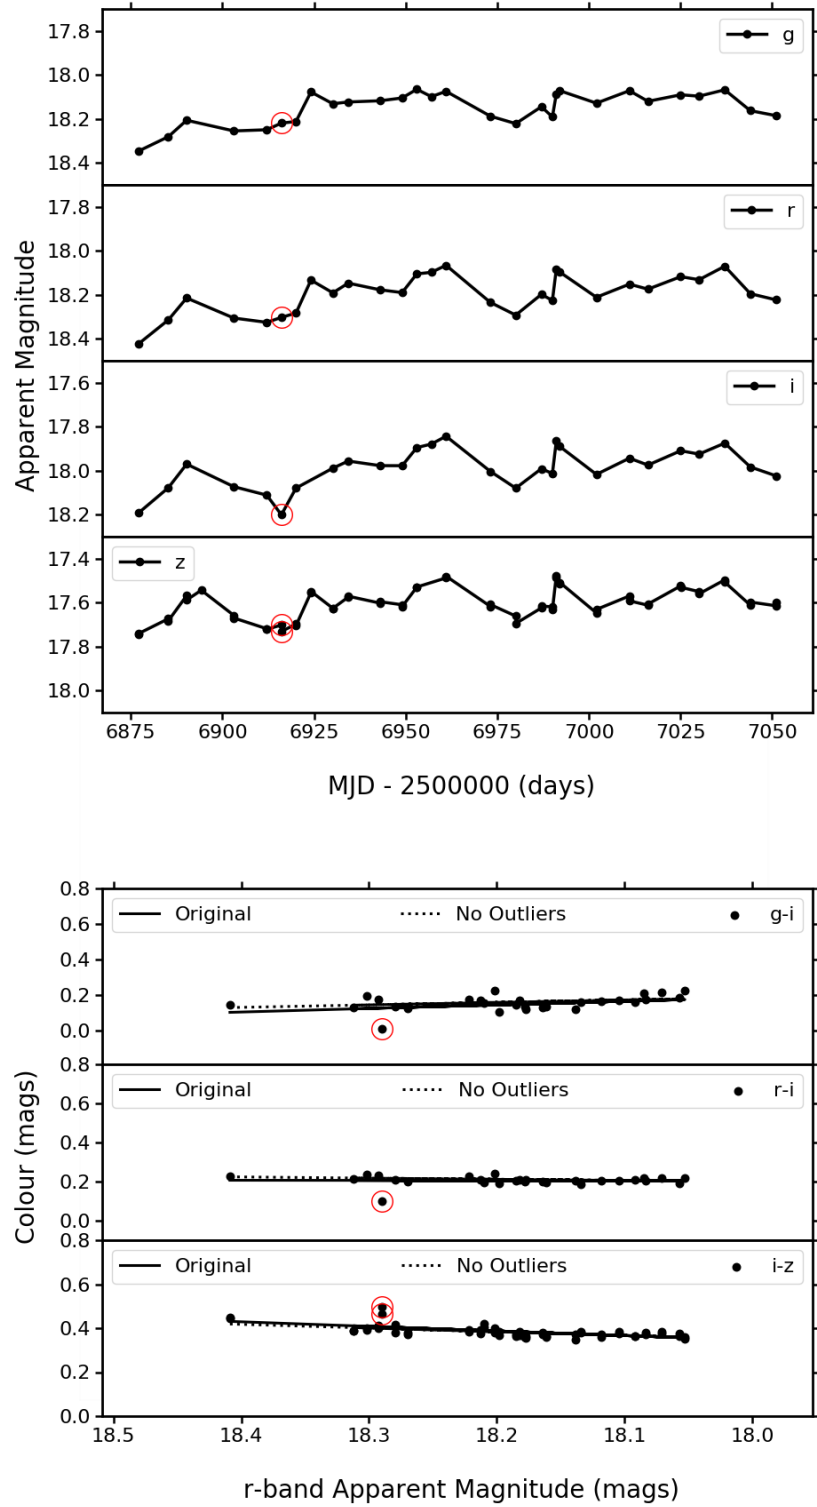 17.8
18.0
18.2
18.4
g
17.8
18.0
18.2
18.4
r
17.6
17.8
18.0
18.2
i
17.4
17.6
17.8
18.0
z
Apparent Magnitude
6875 6900 6925 6950 6975 7000 7025 7050
MJD - 2500000 (days)
0.8
0.6
0.4
0.2
0.0
Original No Outliers g-i
0.8
0.6
0.4
0.2
0.0
Original No Outliers r-i
0.8
0.6
0.4
0.2
0.0
Original No Outliers i-z
Colour (mags)
18.5 18.4 18.3 18.2 18.1 18.0
r-band Apparent Magnitude (mags)